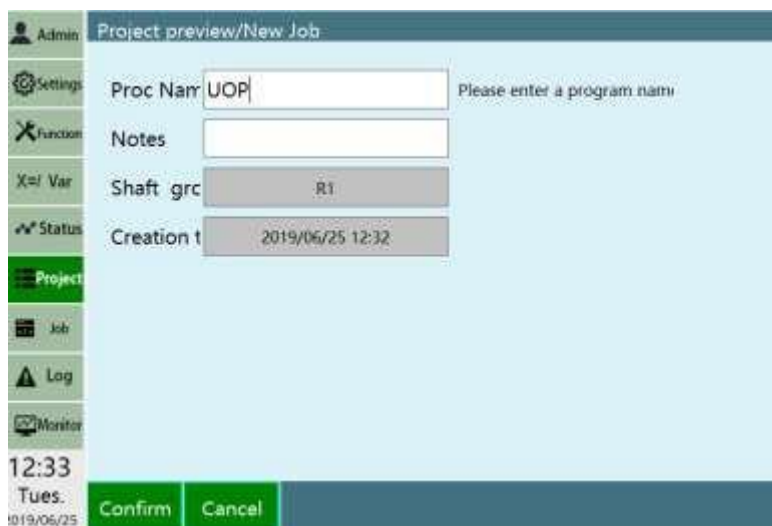 Admin
Project preview/New Job
Settings
Proc Nam
UOP
Please enter a program name
Function
Notes
X=/ Var
Shaft grc
R1
Status
Creation t
2019/06/25 12:32
Project
Job
Log
Monitor
12:33
Tues.
2019/06/25
Confirm
Cancel